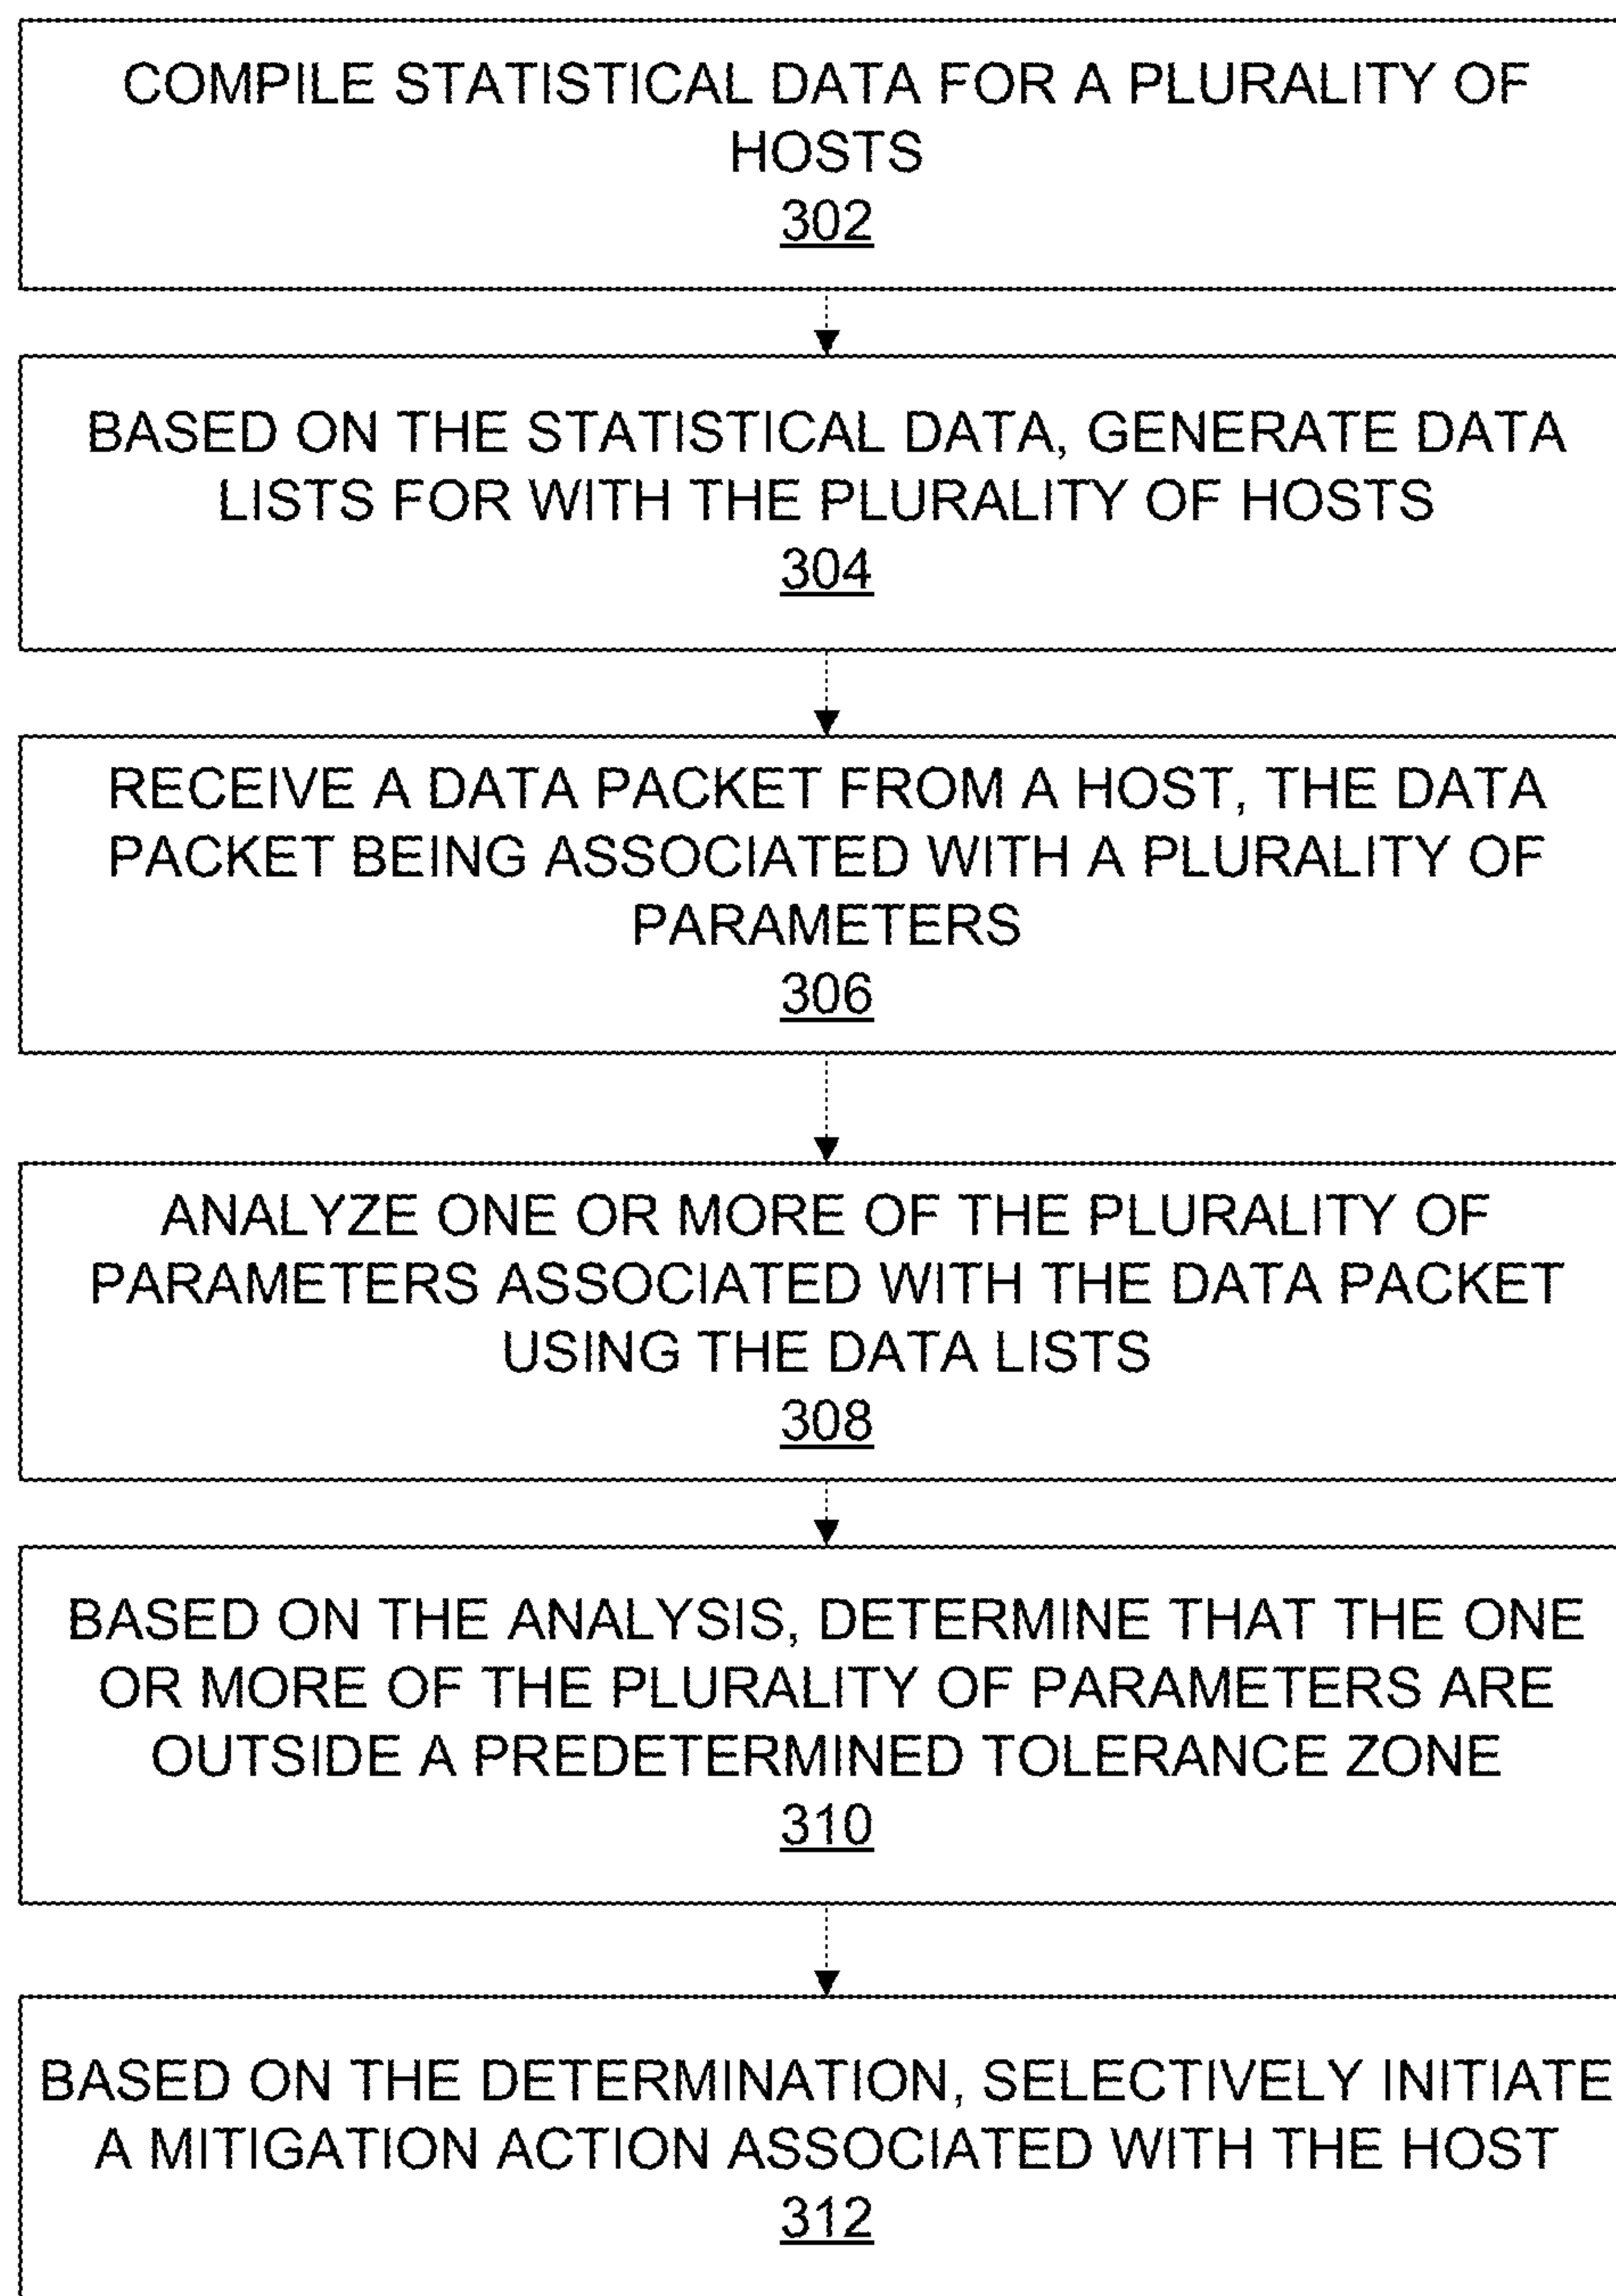 COMPILE STATISTICAL DATA FOR A PLURALITY OF
HOSTS
302
BASED ON THE STATISTICAL DATA, GENERATE DATA
LISTS FOR WITH THE PLURALITY OF HOSTS
304
RECEIVE A DATA PACKET FROM A HOST, THE DATA
PACKET BEING ASSOCIATED WITH A PLURALITY OF
PARAMETERS
306
ANALYZE ONE OR MORE OF THE PLURALITY OF
PARAMETERS ASSOCIATED WITH THE DATA PACKET
USING THE DATA LISTS
308
BASED ON THE ANALYSIS, DETERMINE THAT THE ONE
OR MORE OF THE PLURALITY OF PARAMETERS ARE
OUTSIDE A PREDETERMINED TOLERANCE ZONE
310
BASED ON THE DETERMINATION, SELECTIVELY INITIATE
A MITIGATION ACTION ASSOCIATED WITH THE HOST
312